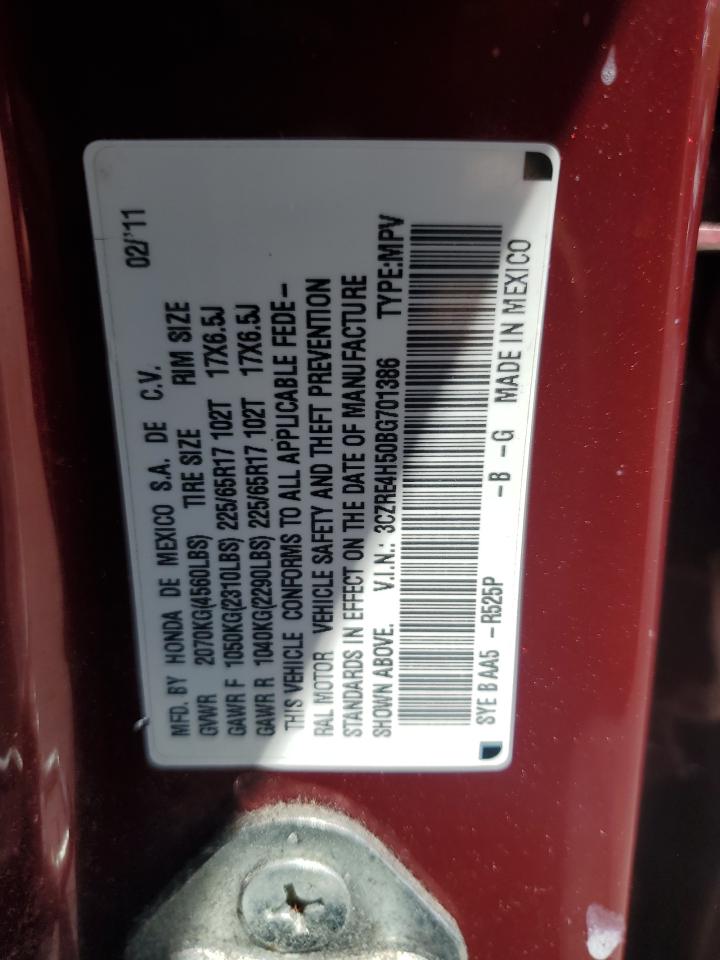 MFD. BY HONDA DE MEXICO S.A. DE C.V. 02/'11
GVWR 2070KG(4560LBS) TIRE SIZE RIM SIZE
GAWR F 1050KG(2310LBS) 225/65R17 102T 17X6.5J
GAWR R 1040KG(2290LBS) 225/65R17 102T 17X6.5J
THIS VEHICLE CONFORMS TO ALL APPLICABLE FEDE-
RAL MOTOR VEHICLE SAFETY AND THEFT PREVENTION
STANDARDS IN EFFECT ON THE DATE OF MANUFACTURE
SHOWN ABOVE. V.I.N.: 3CZRE4H50BG701386 TYPE:MPV
SYE B AA5 -R525P -B -G MADE IN MEXICO